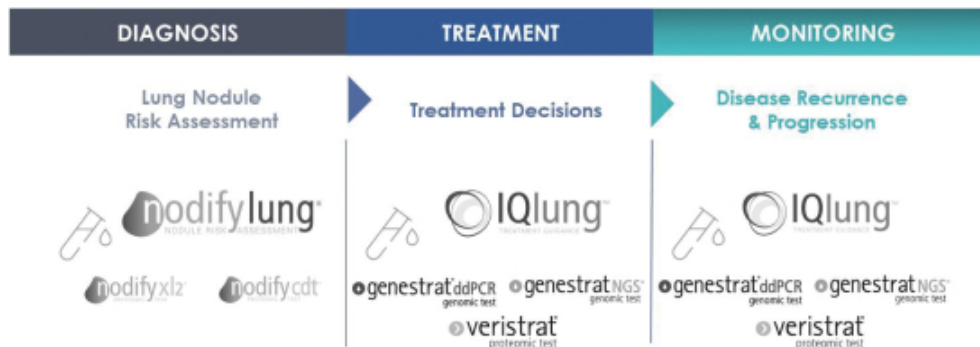 DIAGNOSIS
TREATMENT
MONITORING
Lung Nodule
Risk Assessment
Treatment Decisions
Disease Recurrence
& Progression
nodifylung®
NODULE RISK ASSESSMENT
IQlung™
TREATMENT GUIDANCE
IQlung™
TREATMENT GUIDANCE
nodifyxl2
nodifycdt
genestrat ddPCR
genomic test
genestrat NGS
genomic test
veristrat
proteomic test
genestrat ddPCR
genomic test
genestrat NGS
genomic test
veristrat
proteomic test